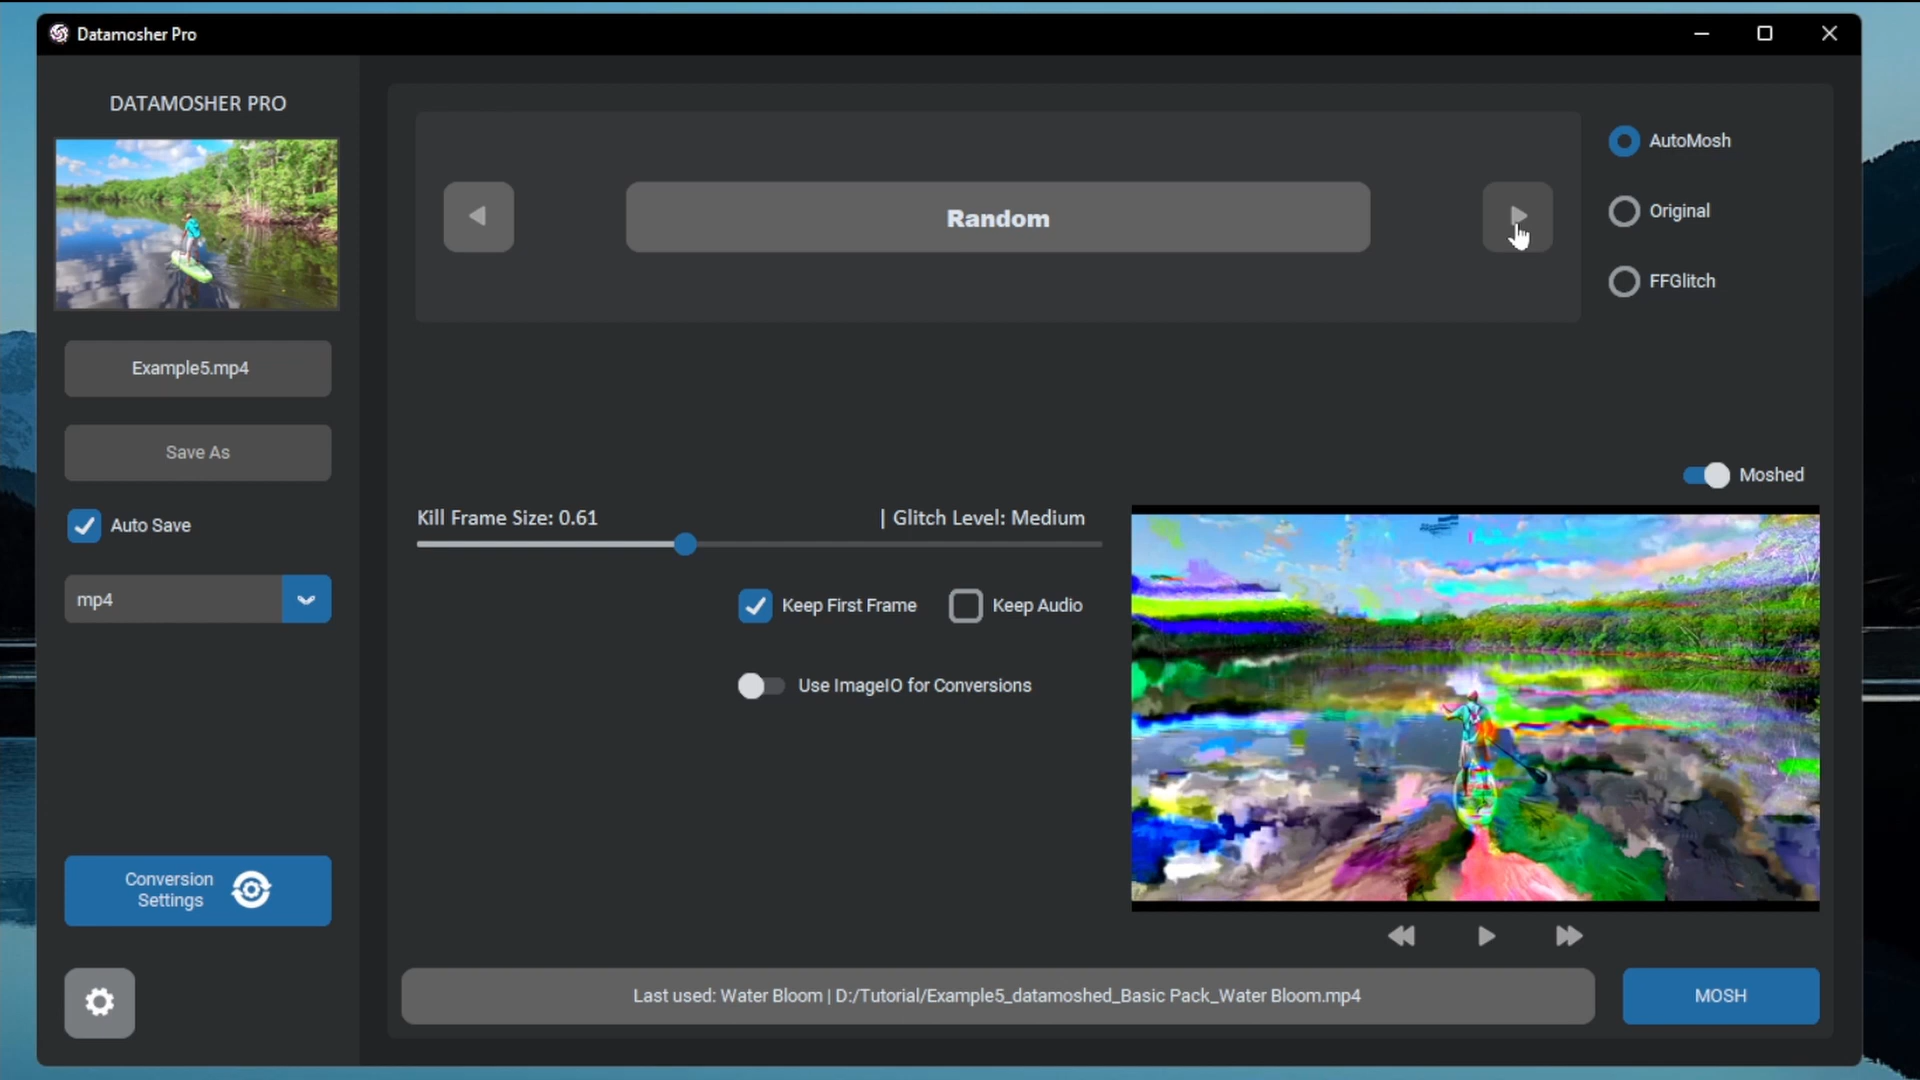 Datamosher Pro
DATAMOSHER PRO
Example5.mp4
Save As
Auto Save
mp4
Conversion
Settings
Random
AutoMosh
Original
FFGlitch
Moshed
Kill Frame Size: 0.61
| Glitch Level: Medium
Keep First Frame
Keep Audio
Use ImageIO for Conversions
Last used: Water Bloom | D:/Tutorial/Example5_datamoshed_Basic Pack_Water Bloom.mp4
MOSH